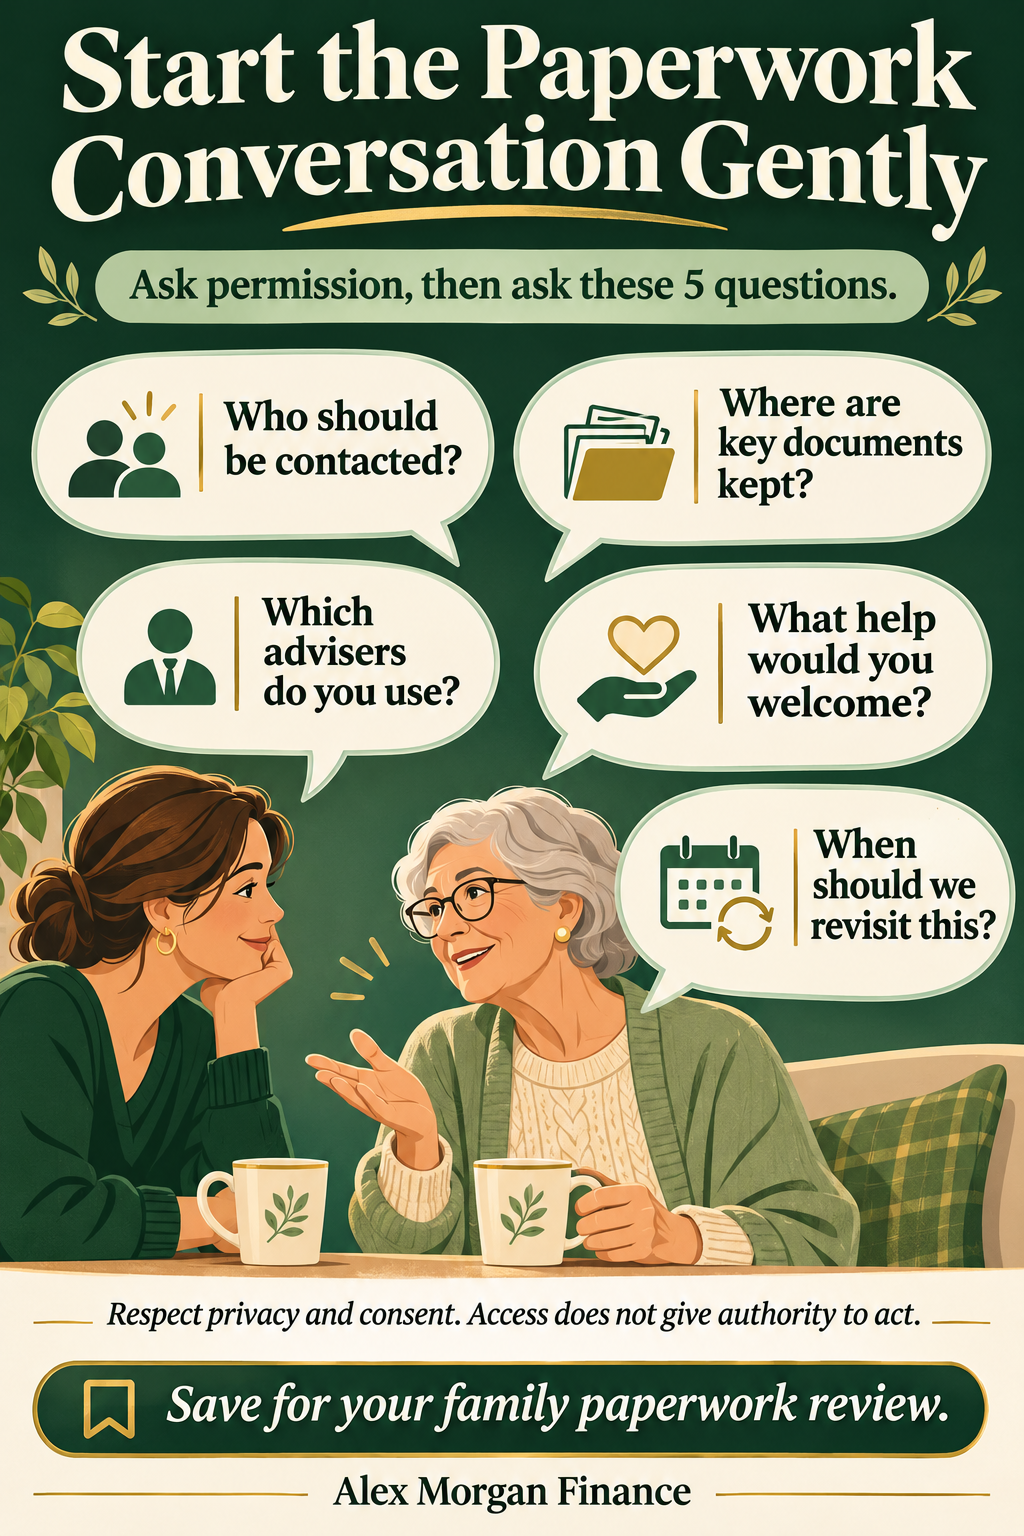 Start the Paperwork
Conversation Gently
Ask permission, then ask these 5 questions.
Who should
be contacted?
Where are
key documents
kept?
Which
advisers
do you use?
What help
would you
welcome?
When
should we
revisit this?
Respect privacy and consent. Access does not give authority to act.
Save for your family paperwork review.
Alex Morgan Finance